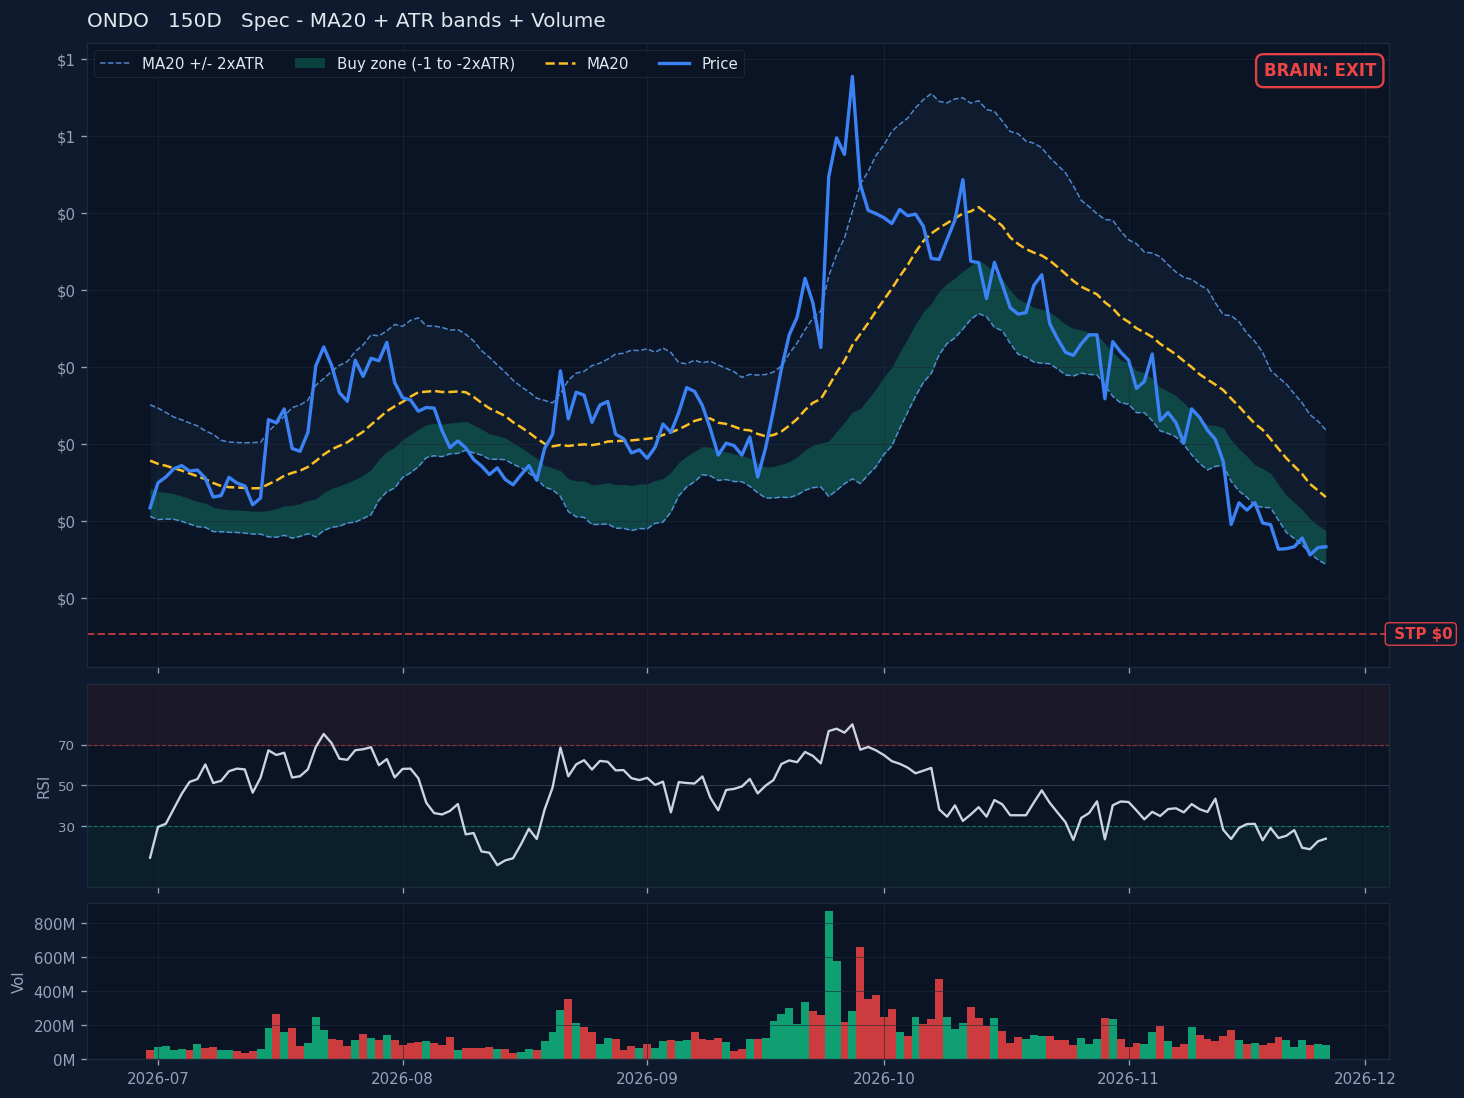 ONDO   150D   Spec - MA20 + ATR bands + Volume
MA20 +/- 2xATR
Buy zone (-1 to -2xATR)
MA20
Price
BRAIN: EXIT
$1
$1
$0
$0
$0
$0
$0
$0
STP $0
RSI
70
50
30
Vol
800M
600M
400M
200M
0M
2026-07
2026-08
2026-09
2026-10
2026-11
2026-12